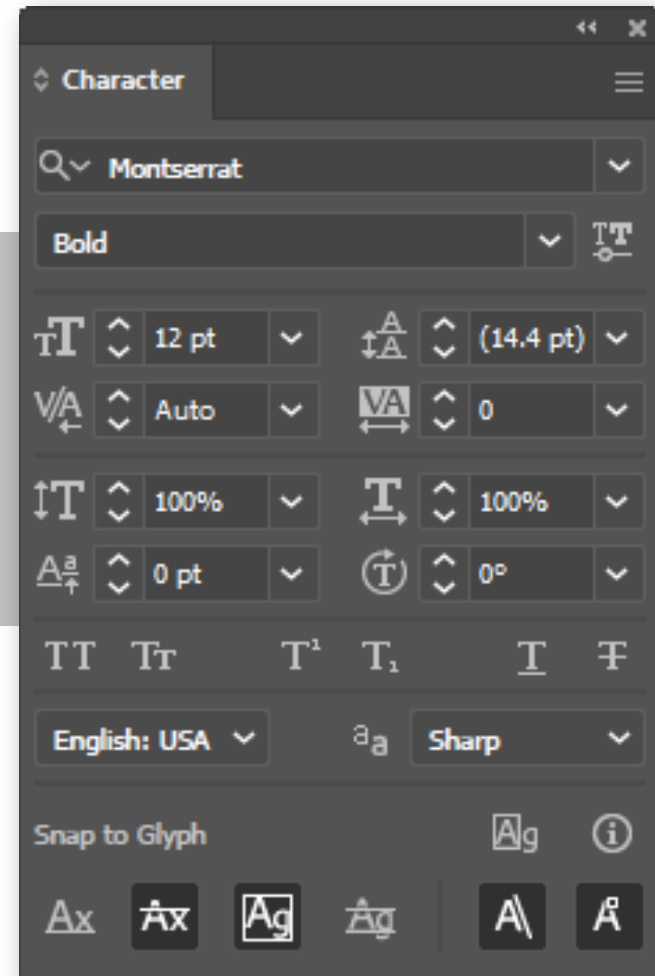 Character
Montserrat
Bold
12 pt (14.4 pt)
Auto 0
100% 100%
0 pt 0°
English: USA Sharp
Snap to Glyph